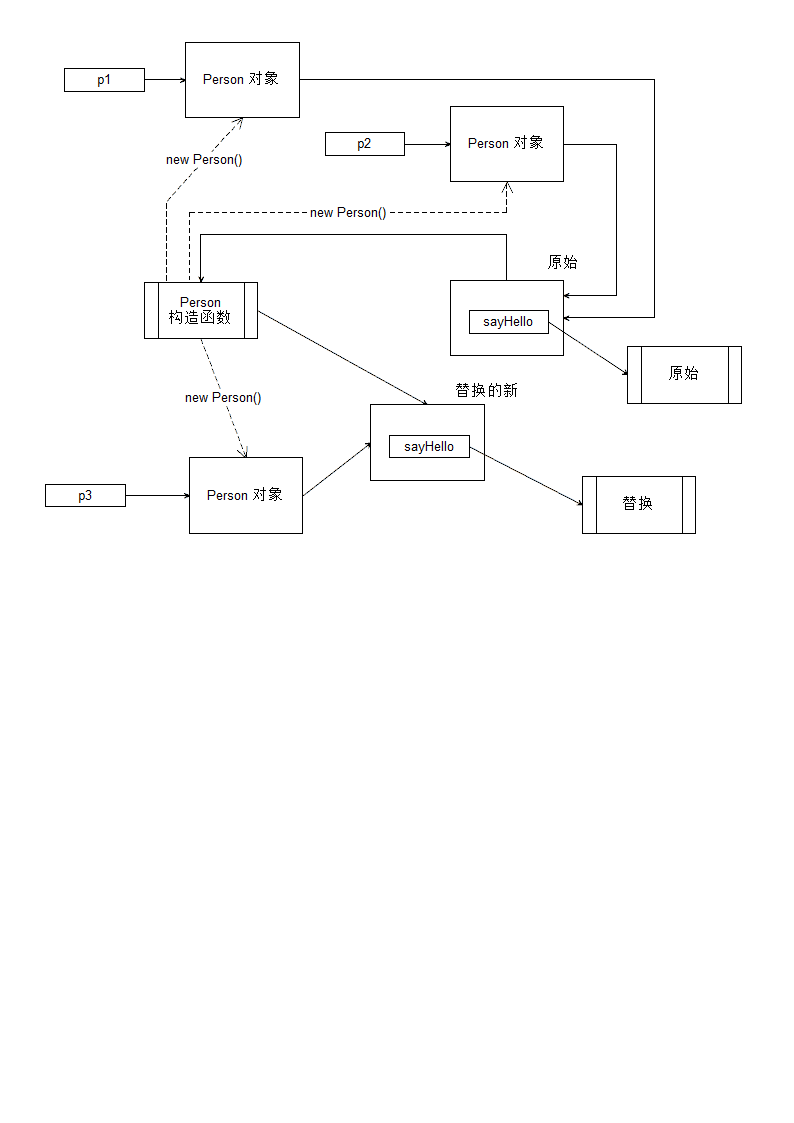 p1
Person 对象
p2
Person 对象
new Person()
new Person()
原始
Person
构造函数
sayHello
原始
替换的新
new Person()
sayHello
p3
Person 对象
替换